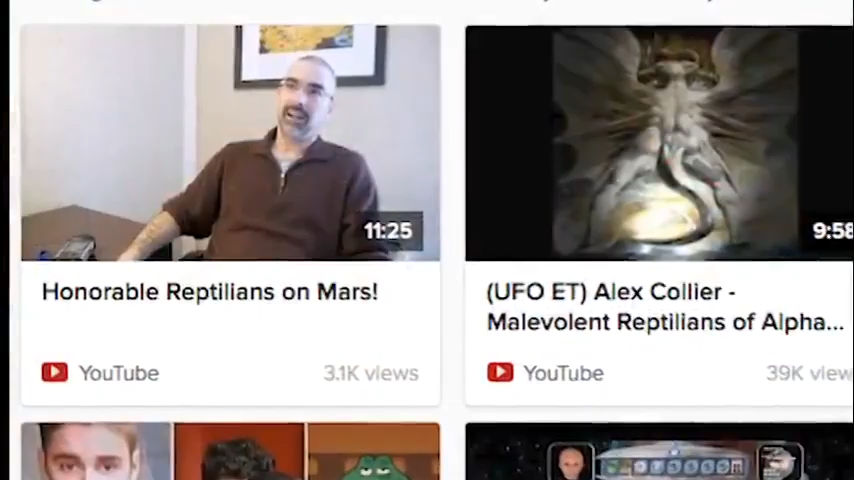 11:25
9:58
Honorable Reptilians on Mars!
(UFO ET) Alex Collier -
Malevolent Reptilians of Alpha...
YouTube
3.1K views
YouTube
39K view